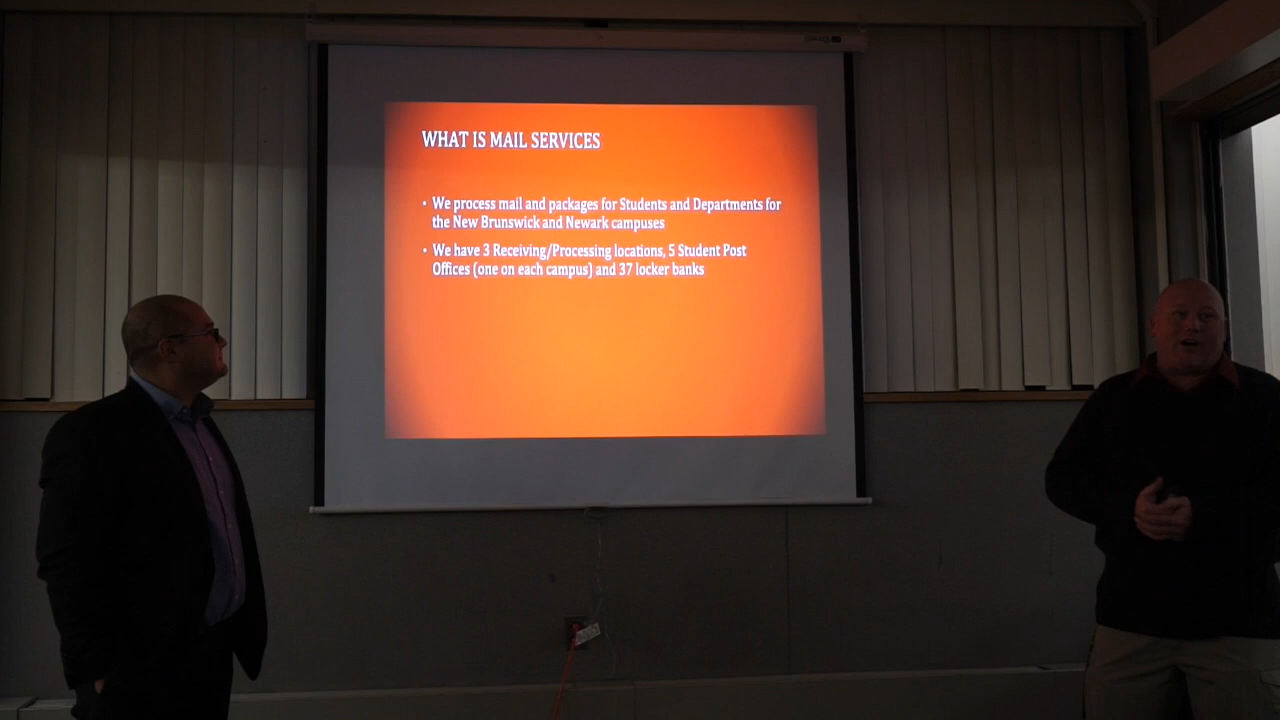 WHAT IS MAIL SERVICES
• We process mail and packages for Students and Departments for
the New Brunswick and Newark campuses
• We have 3 Receiving/Processing locations, 5 Student Post
Offices (one on each campus) and 37 locker banks